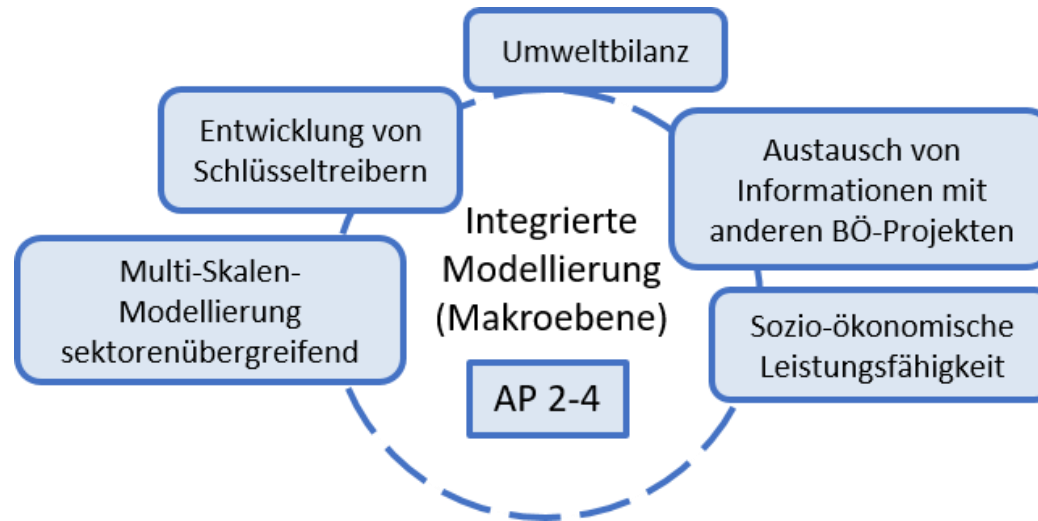 Umweltbilanz
Entwicklung von
Schlüsseltreibern
Austausch von
Informationen mit
anderen BÖ-Projekten
Multi-Skalen-
Modellierung
sektorenübergreifend
Integrierte
Modellierung
(Makroebene)
AP 2-4
Sozio-ökonomische
Leistungsfähigkeit